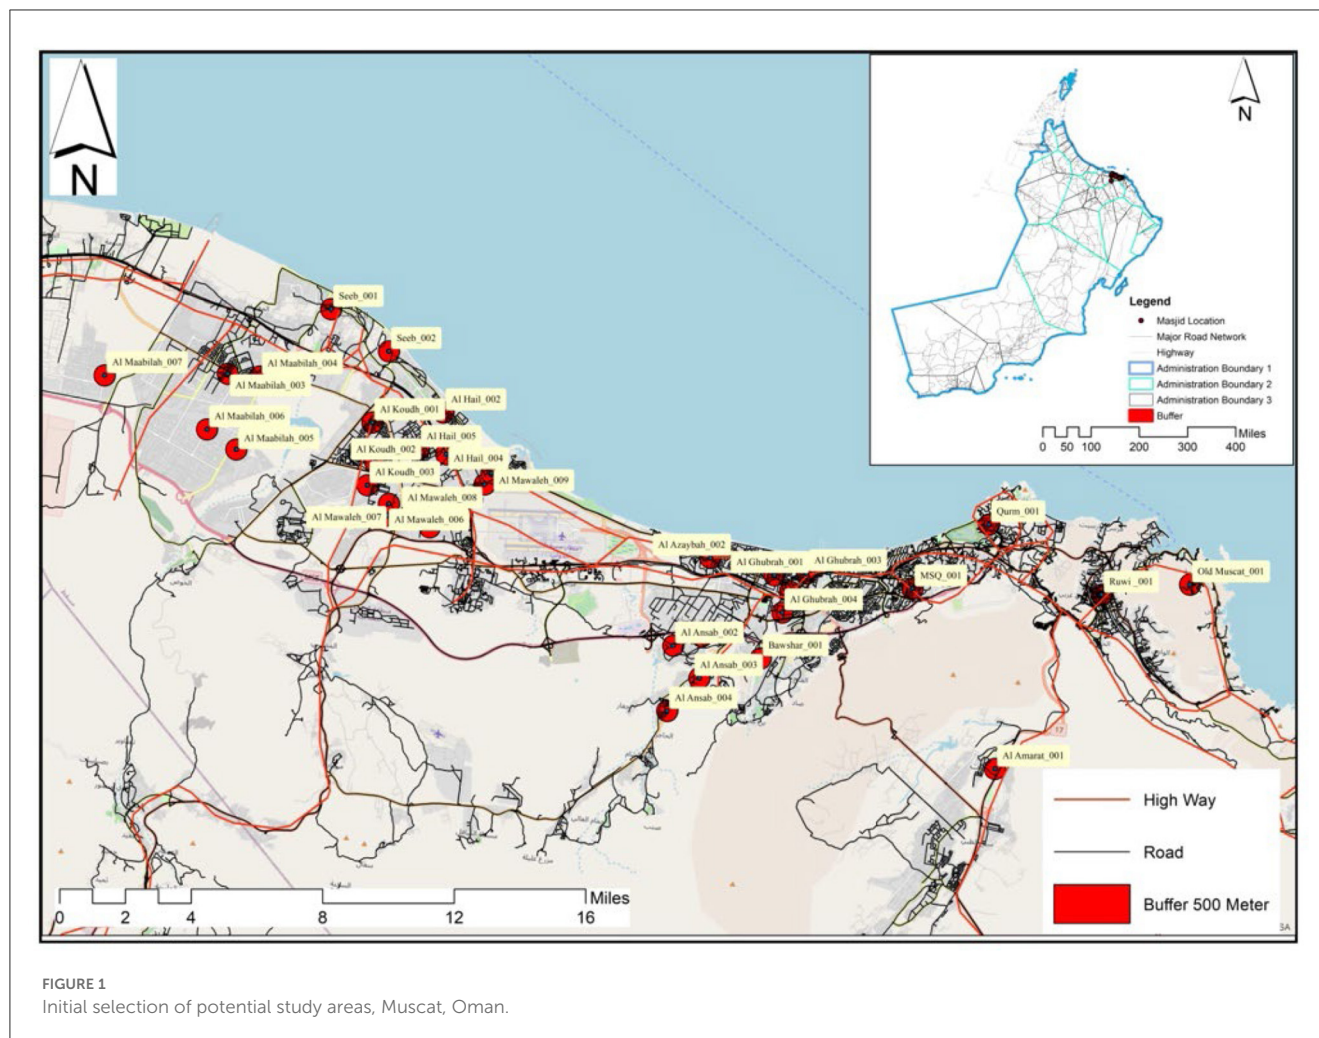 N
N
Legend
Masjid Location
Major Road Network
Highway
Administration Boundary 1
Administration Boundary 2
Administration Boundary 3
Buffer
Miles
0 50 100 200 300 400
Seeb_001
Seeb_002
Al Maabilah_007
Al Maabilah_004
Al Maabilah_003
Al Maabilah_006
Al Maabilah_005
Al Hail_002
Al Koudh_001
Al Hail_005
Al Koudh_002
Al Hail_004
Al Koudh_003
Al Mawaleh_009
Al Mawaleh_008
Al Mawaleh_007
Al Mawaleh_006
Qurm_001
Al Azaybah_002
Al Ghubrah_001
Al Ghubrah_003
MSQ_001
Ruwi _001
Old Muscat_001
Al Ghubrah_004
Al Ansab_002
Bawshar_001
Al Ansab_003
Al Ansab_004
17
Al Amarat_001
High Way
Road
Buffer 500 Meter
Miles
0 2 4 8 12 16
FIGURE 1
Initial selection of potential study areas, Muscat, Oman.